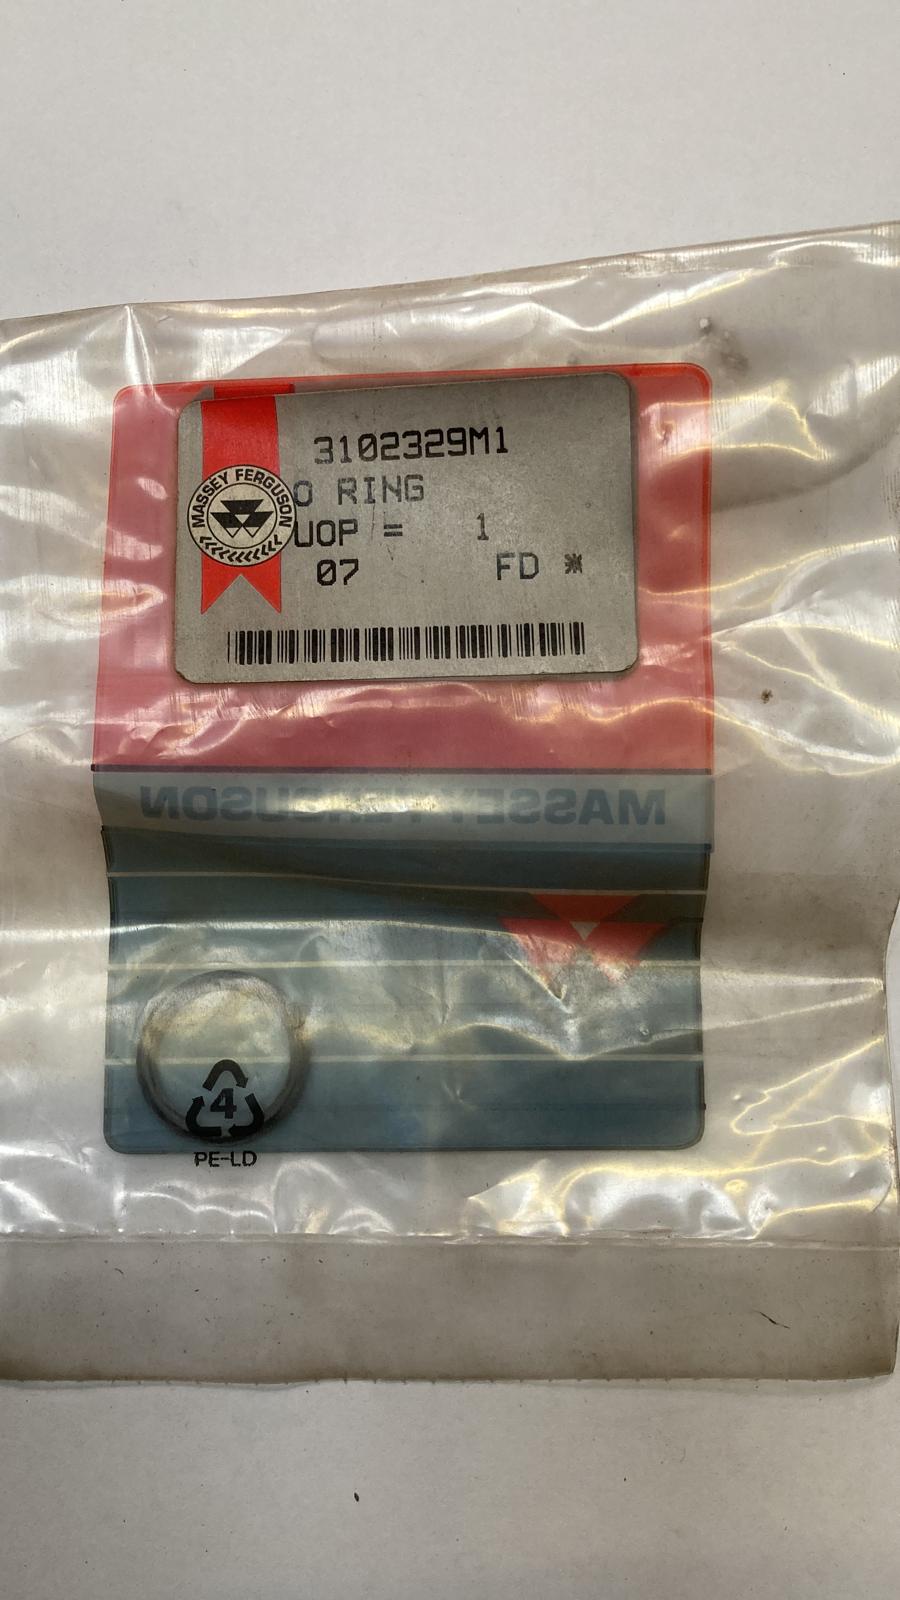 3102329M1
MASSEY FERGUSON
O RING
UOP = 1
07 FD *
MASSEY FERGUSON
4
PE-LD